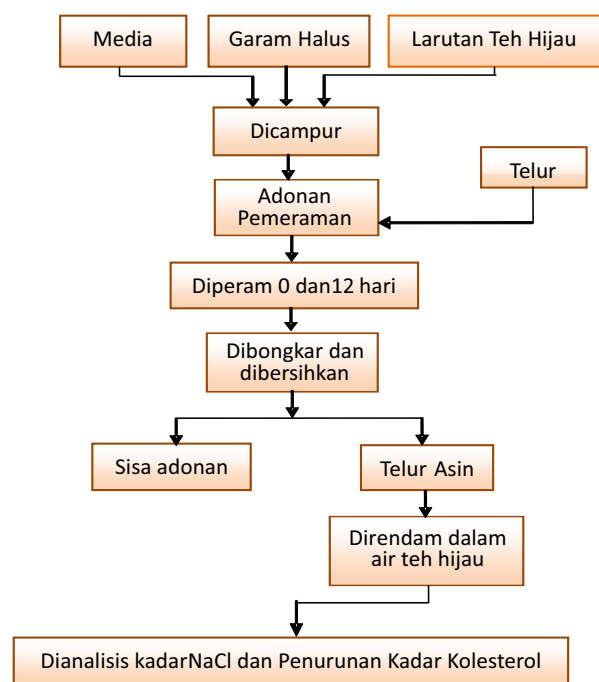 Media
Garam Halus
Larutan Teh Hijau
Dicampur
Telur
Adonan
Pemeraman
Diperam 0 dan12 hari
Dibongkar dan
dibersihkan
Sisa adonan
Telur Asin
Direndam dalam
air teh hijau
Dianalisis kadarNaCl dan Penurunan Kadar Kolesterol